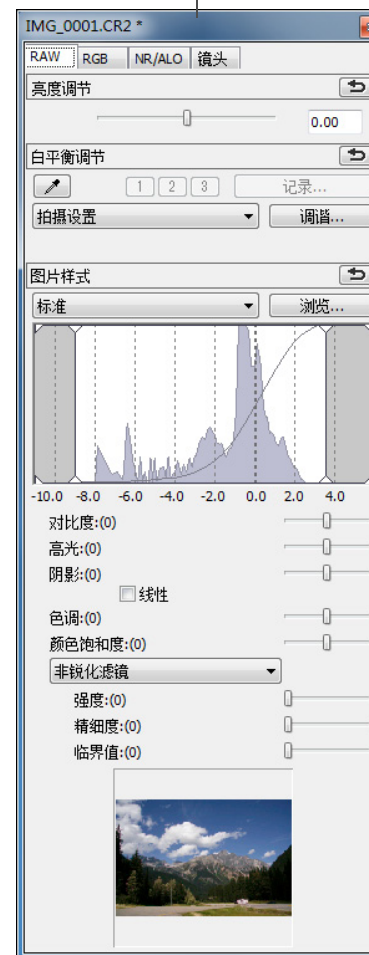 IMG_0001.CR2 *
RAW RGB NR/ALO 镜头
亮度调节
0.00
白平衡调节
1 2 3 记录...
拍摄设置 调谐...
图片样式
标准 浏览...
-10.0 -8.0 -6.0 -4.0 -2.0 0.0 2.0 4.0
对比度:(0)
高光:(0)
阴影:(0)
线性
色调:(0)
颜色饱和度:(0)
非锐化滤镜
强度:(0)
精细度:(0)
临界值:(0)